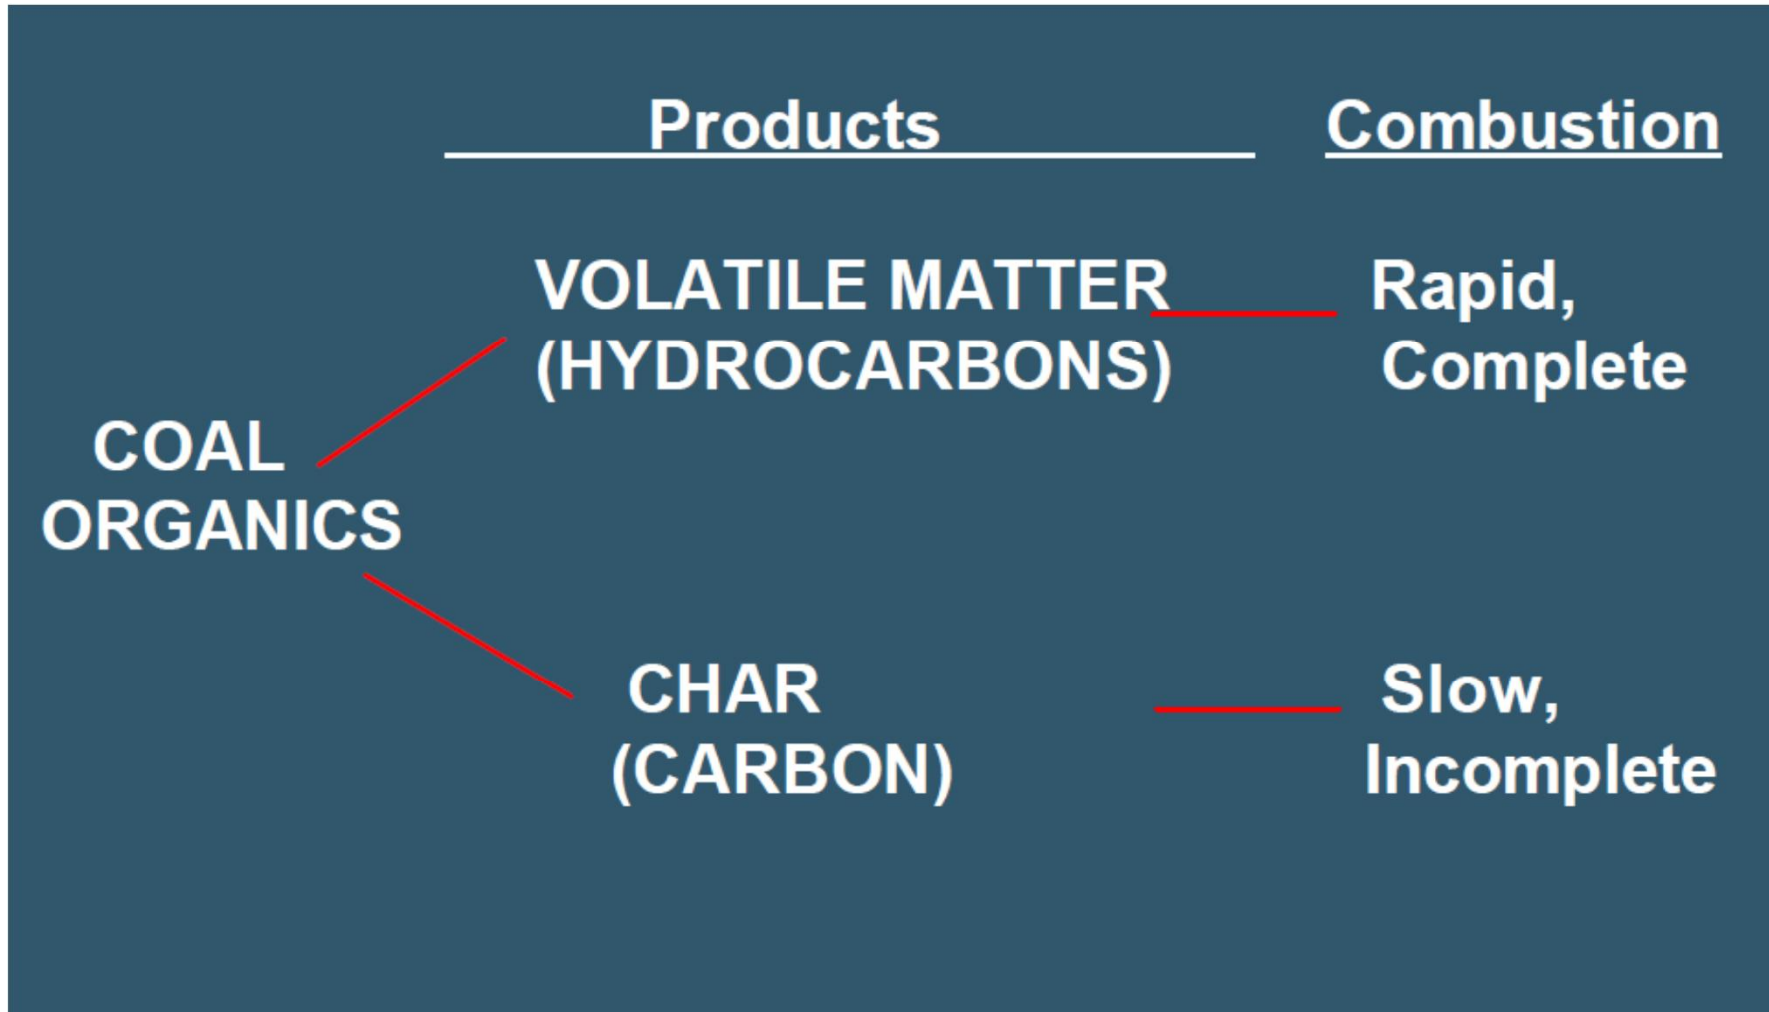 Products
Combustion
VOLATILE MATTER
(HYDROCARBONS)
Rapid,
Complete
COAL
ORGANICS
CHAR
(CARBON)
Slow,
Incomplete